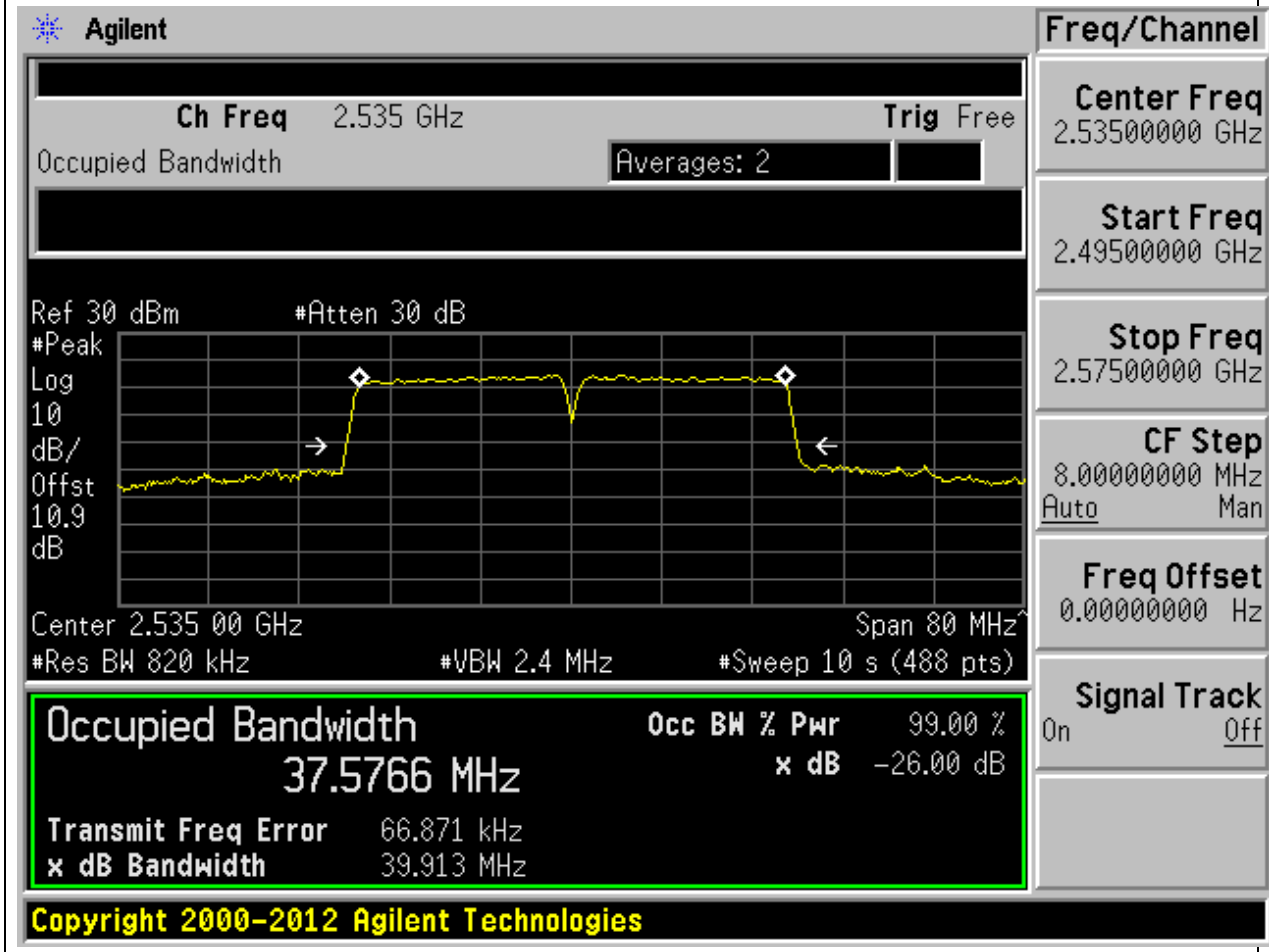 Agilent
Freq/Channel
Ch Freq 2.535 GHz Trig Free
Occupied Bandwidth Averages: 2
Ref 30 dBm #Atten 30 dB
#Peak
Log
10
dB/
Offst
10.9
dB
Center 2.535 00 GHz Span 80 MHz^
#Res BW 820 kHz #VBW 2.4 MHz #Sweep 10 s (488 pts)
Occupied Bandwidth
37.5766 MHz
Occ BW % Pwr 99.00 %
x dB -26.00 dB
Transmit Freq Error 66.871 kHz
x dB Bandwidth 39.913 MHz
Center Freq
2.53500000 GHz
Start Freq
2.49500000 GHz
Stop Freq
2.57500000 GHz
CF Step
8.00000000 MHz
Auto Man
Freq Offset
0.00000000 Hz
Signal Track
On Off
Copyright 2000-2012 Agilent Technologies